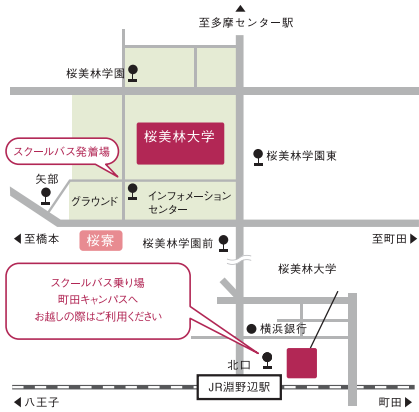 至多摩センター駅
桜美林学園
桜美林大学
スクールバス発着場
桜美林学園東
矢部
グラウンド
インフォメーション
センター
至橋本
桜寮
桜美林学園前
至町田
スクールバス乗り場
町田キャンパスへ
お越しの際はご利用ください
桜美林大学
横浜銀行
北口
JR淵野辺駅
八王子
町田